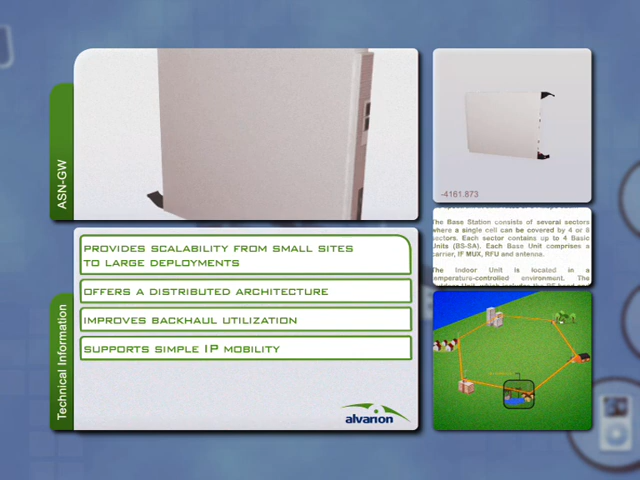 ASN-GW
-4161.873
The Base Station consists of several sectors
where a single cell can be covered by 4 or 6
sectors. Each sector contains up to 4 Basic
Units (BS-SA). Each Base Unit comprises a
carrier, IF MUX, RFU and antenna.
The Indoor Unit is located in a
temperature-controlled environment. The
Technical Information
PROVIDES SCALABILITY FROM SMALL SITES
TO LARGE DEPLOYMENTS
OFFERS A DISTRIBUTED ARCHITECTURE
IMPROVES BACKHAUL UTILIZATION
SUPPORTS SIMPLE IP MOBILITY
alvarion